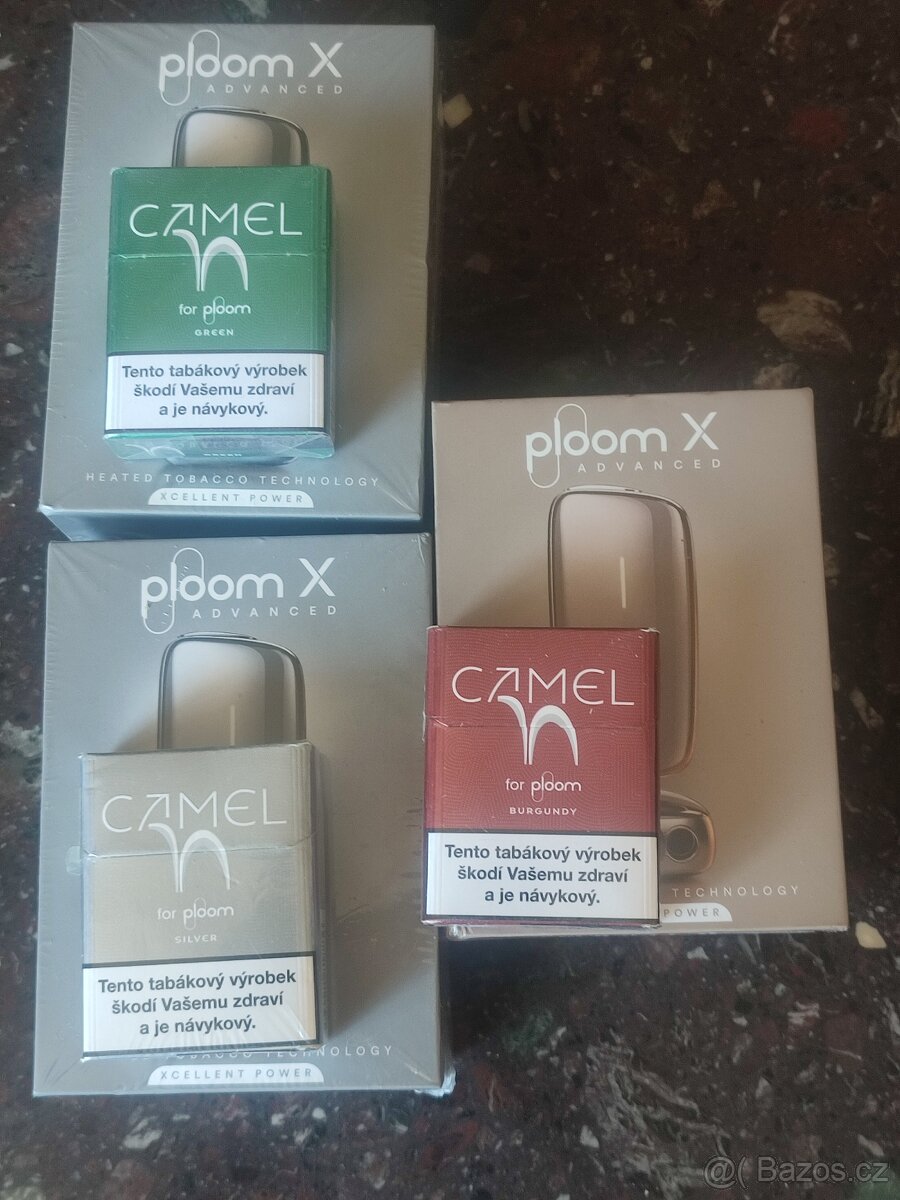 ploom X
ADVANCED
CAMEL
for ploom
GREEN
Tento tabákový výrobek
škodí Vašemu zdraví
a je návykový.
HEATED TOBACCO TECHNOLOGY
XCELLENT POWER
ploom X
ADVANCED
CAMEL
for ploom
BURGUNDY
Tento tabákový výrobek
škodí Vašemu zdraví
a je návykový.
TECHNOLOGY
POWER
ploom X
ADVANCED
CAMEL
for ploom
SILVER
Tento tabákový výrobek
škodí Vašemu zdraví
a je návykový.
TECHNOLOGY
XCELLENT POWER
@( Bazos.cz